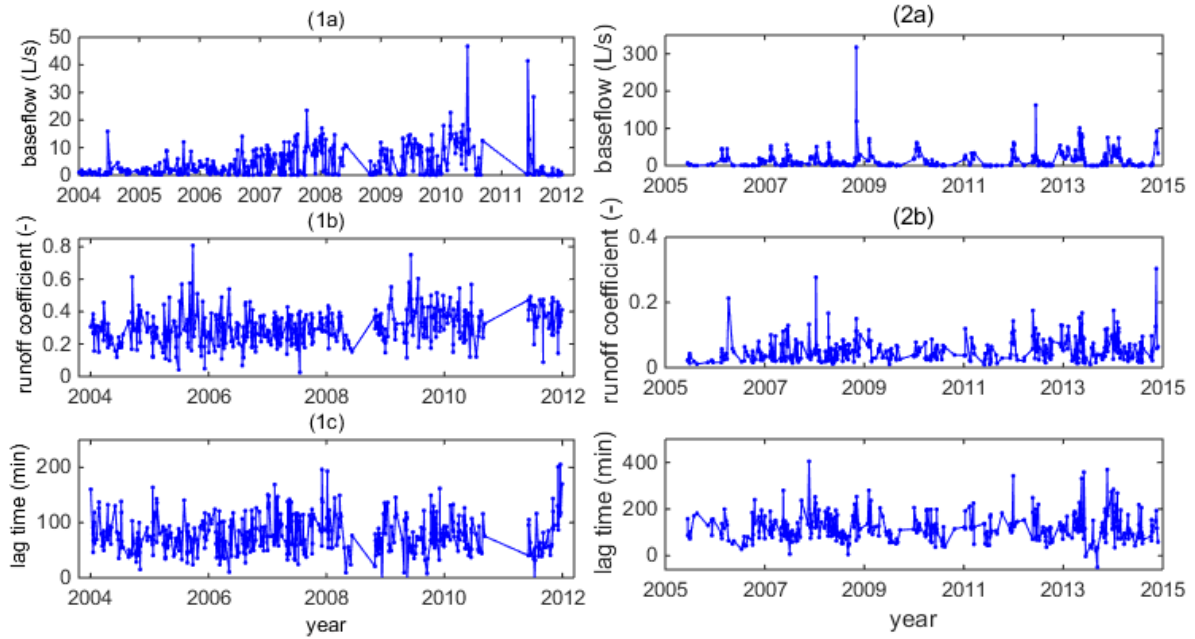 (1a)
baseflow (L/s)
50
40
30
20
10
0
2004 2005 2006 2007 2008 2009 2010 2011 2012
(2a)
baseflow (L/s)
300
200
100
0
2005 2007 2009 2011 2013 2015
(1b)
runoff coefficient (-)
0.8
0.6
0.4
0.2
0
2004 2006 2008 2010 2012
(2b)
runoff coefficient (-)
0.4
0.2
0
2005 2007 2009 2011 2013 2015
(1c)
lag time (min)
200
100
0
2004 2006 2008 2010 2012
year
lag time (min)
400
200
0
2005 2007 2009 2011 2013 2015
year